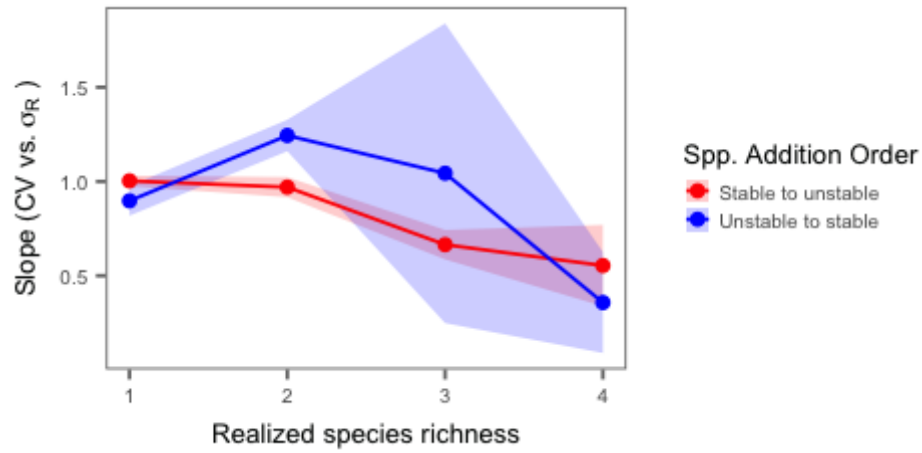 Slope (CV vs. σR )
1.5
1.0
0.5
1 2 3 4
Realized species richness
Spp. Addition Order
Stable to unstable
Unstable to stable